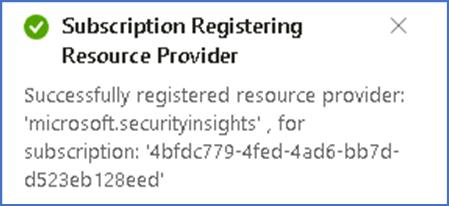 Subscription Registering
Resource Provider
Successfully registered resource provider:
'microsoft.securityinsights' , for
subscription: '4bfdc779-4fed-4ad6-bb7d-
d523eb128eed'